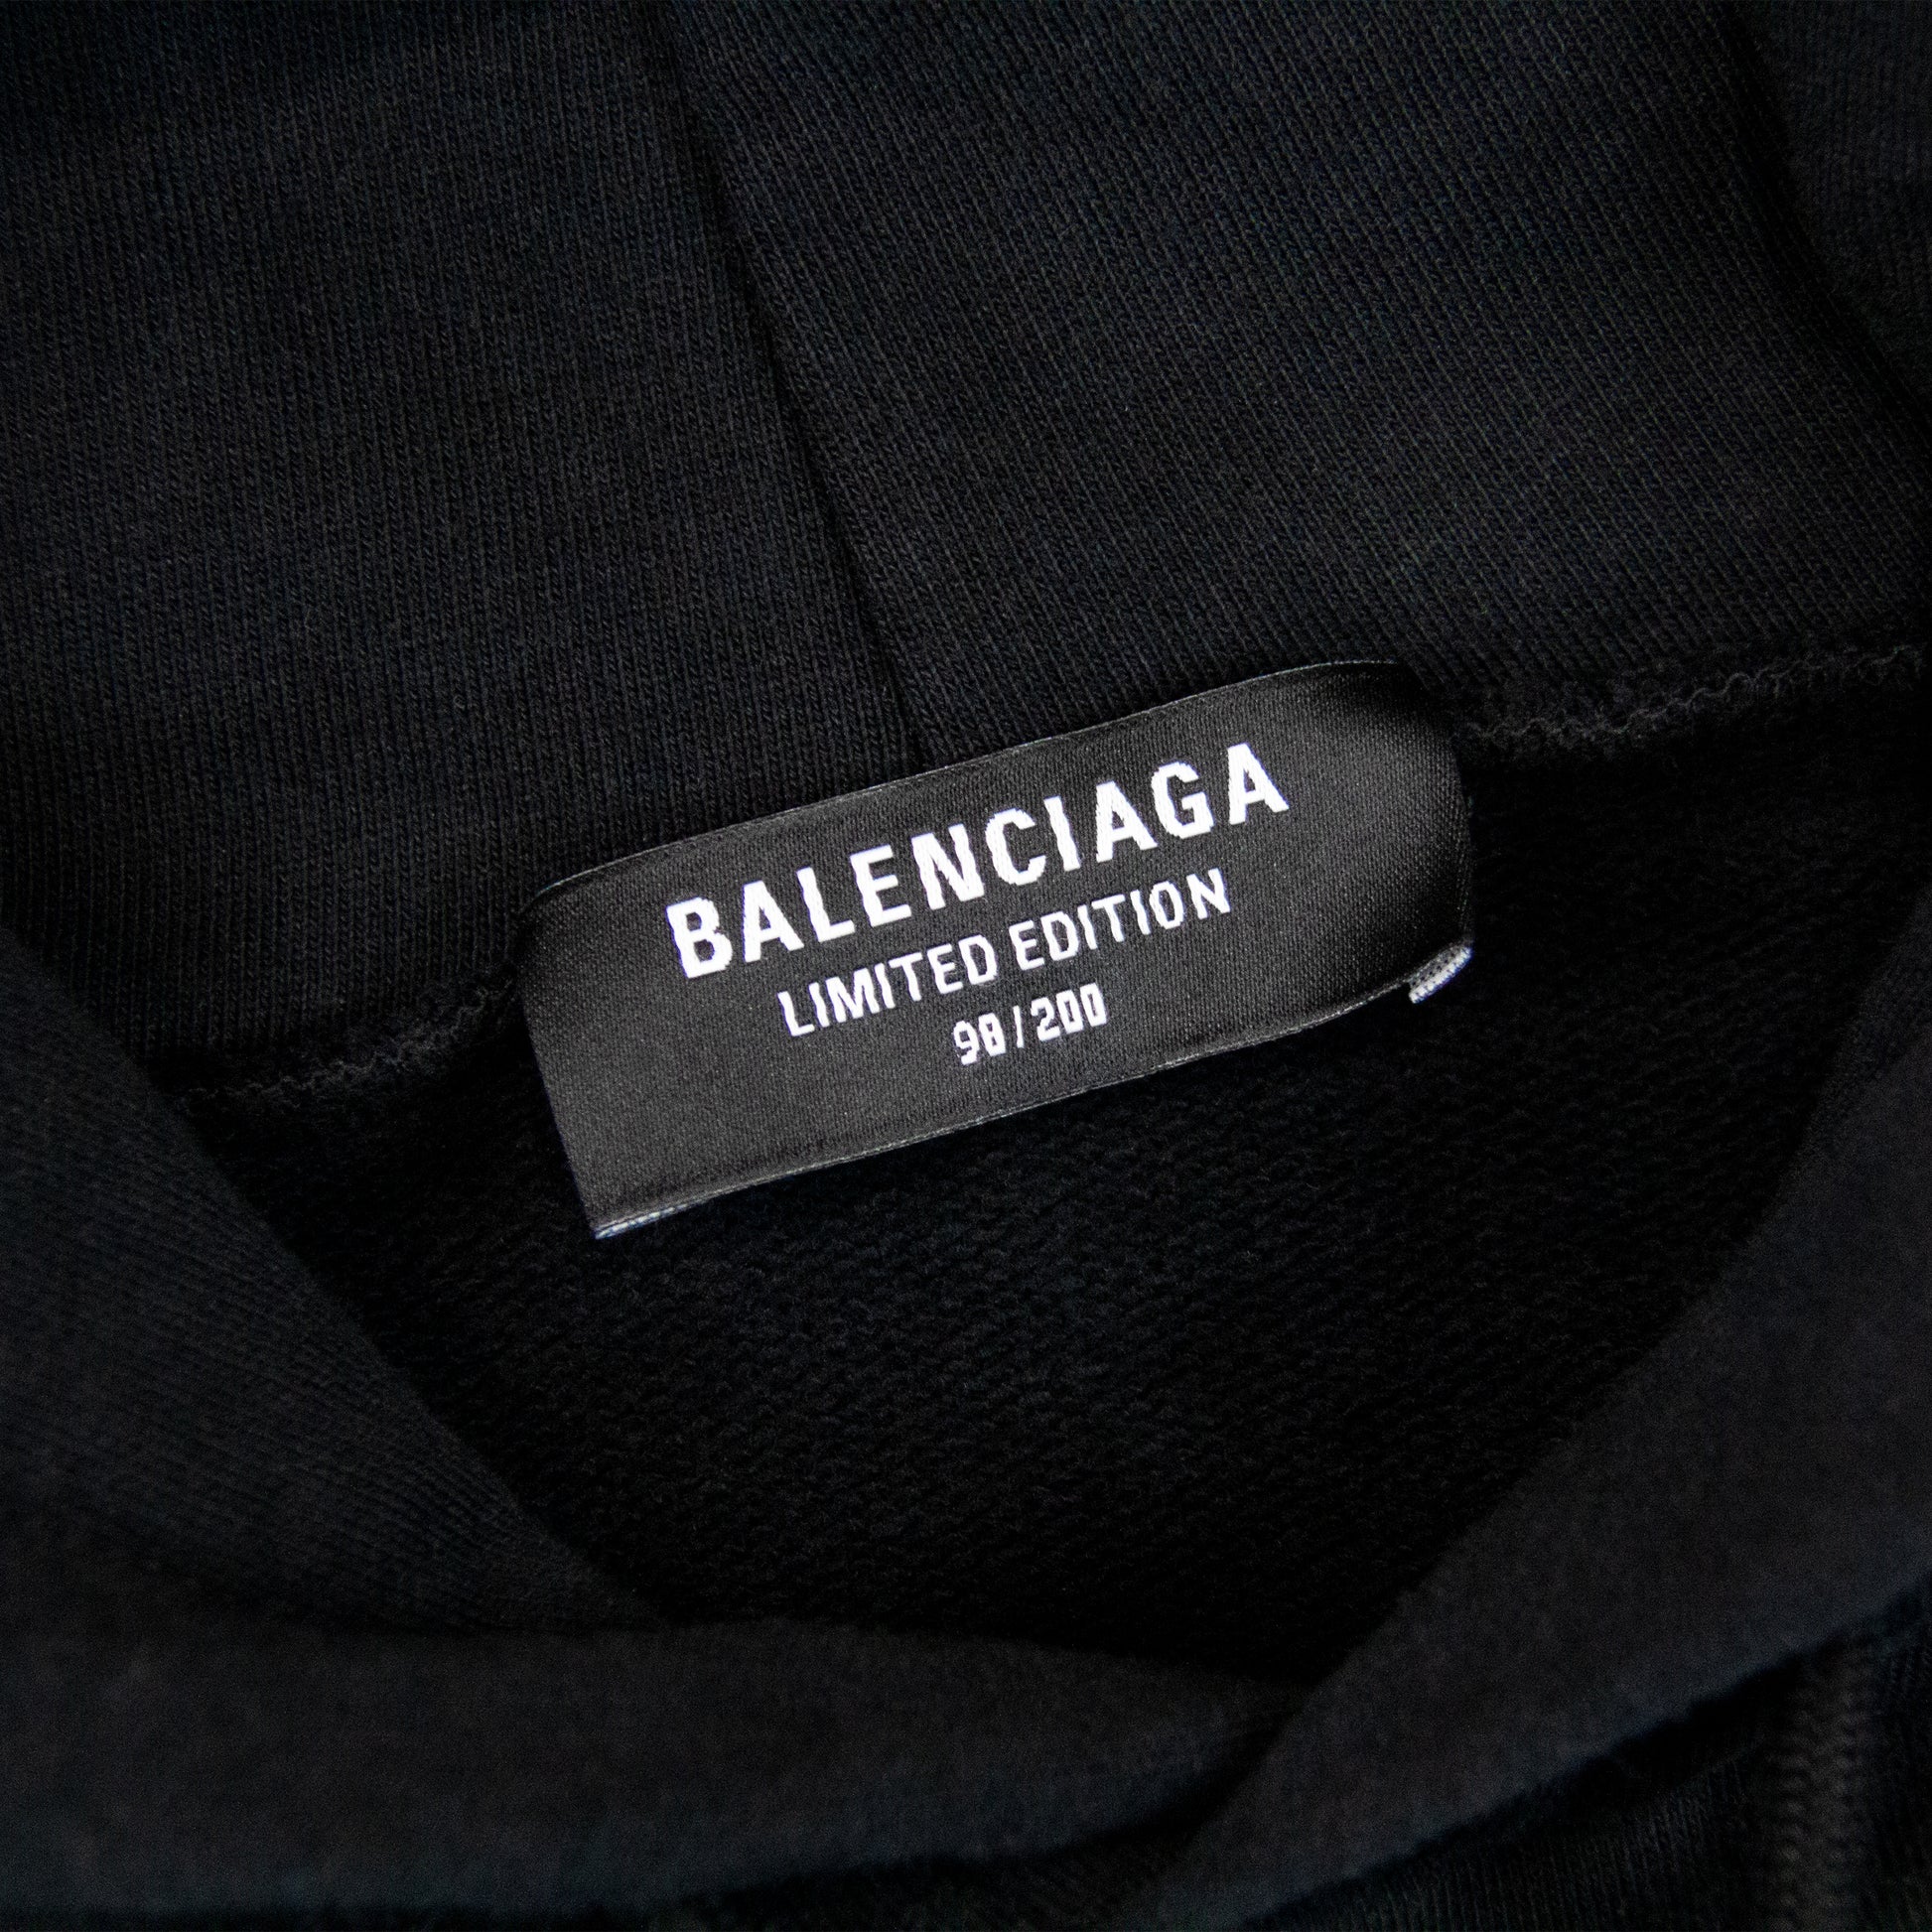 BALENCIAGA
LIMITED EDITION
98/200